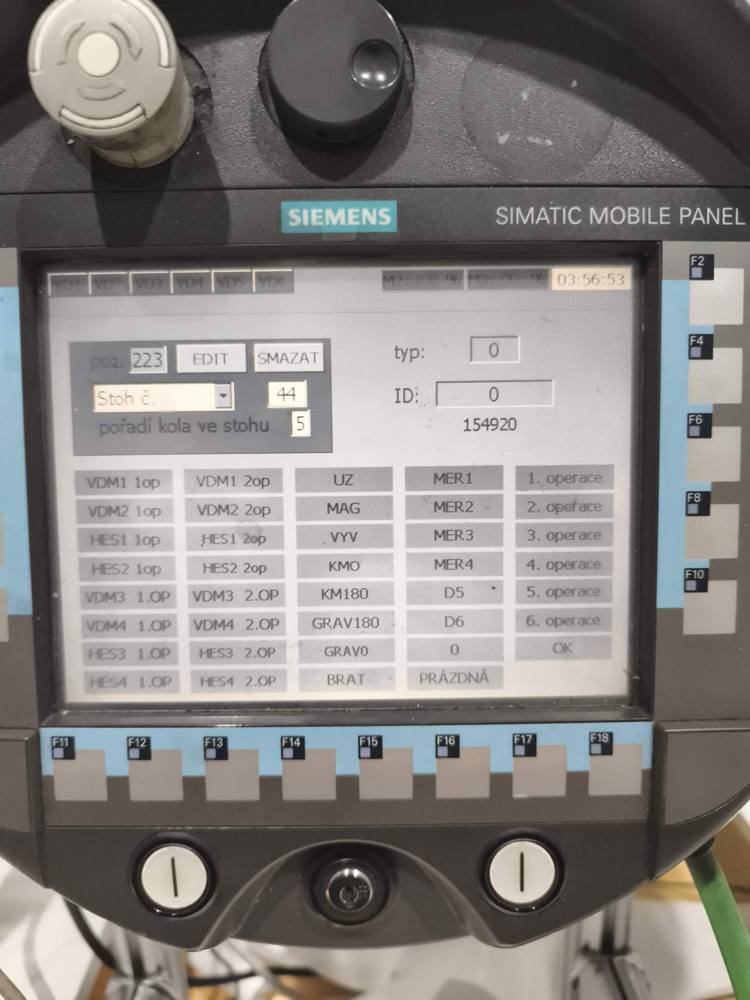 SIEMENS
SIMATIC MOBILE PANEL
VD3 VD4 VD5
03:56:53
poz. 223 EDIT SMAZAT
typ: 0
Stoh č. 44
ID: 0
pořadí kola ve stohu 5
154920
VDM1 1op VDM1 2op UZ MER1 1. operace
VDM2 1op VDM2 2op MAG MER2 2. operace
HES1 1op HES1 2op VYV MER3 3. operace
HES2 1op HES2 2op KMO MER4 4. operace
VDM3 1.OP VDM3 2.OP KM180 D5 5. operace
VDM4 1.OP VDM4 2.OP GRAV180 D6 6. operace
HES3 1.OP HES3 2.OP GRAV0 0 OK
HES4 1.OP HES4 2.OP BRAT PRÁZDNÁ
F2
F4
F6
F8
F10
F11 F12 F13 F14 F15 F16 F17 F18